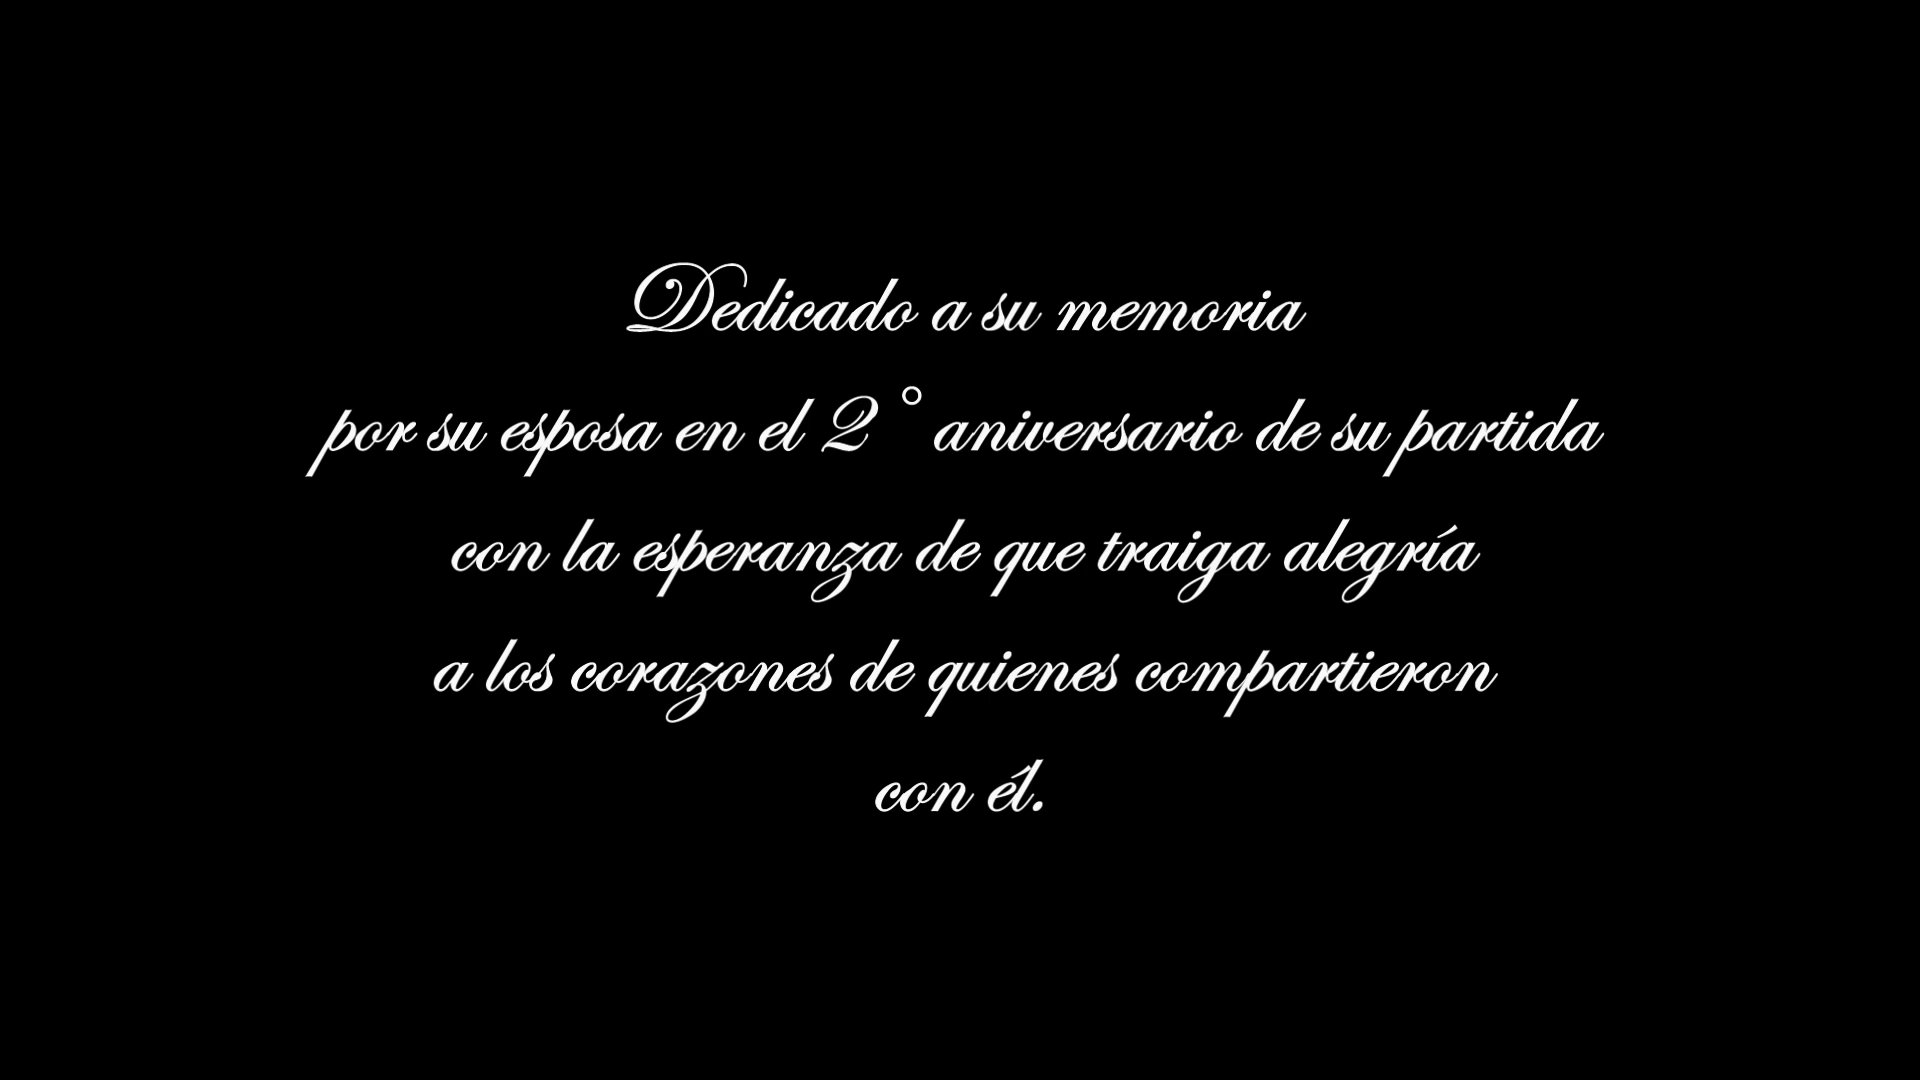 Dedicado a su memoria
por su esposa en el 2° aniversario de su partida
con la esperanza de que traiga alegría
a los corazones de quienes compartieron
con él.